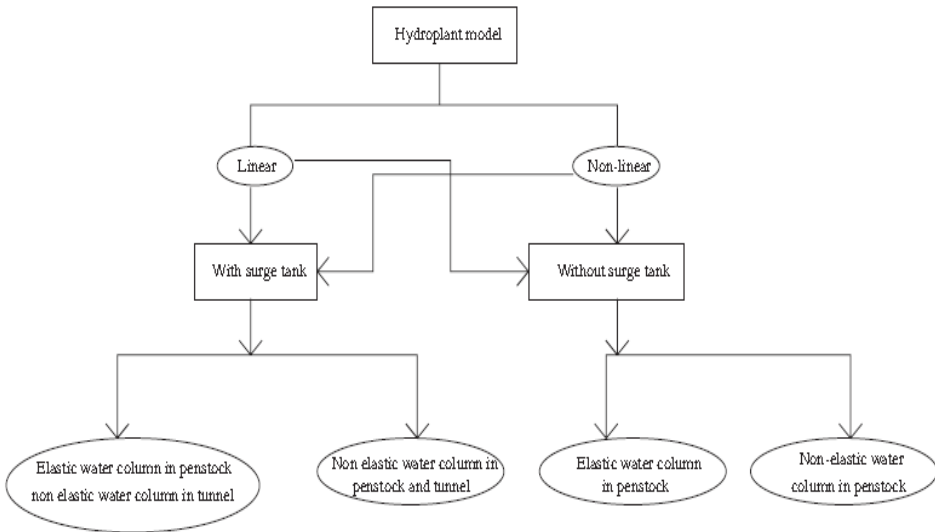 Hydroplant model
Linear
Non-linear
With surge tank
Without surge tank
Elastic water column in penstock
non elastic water column in tunnel
Non elastic water column in
penstock and tunnel
Elastic water column
in penstock
Non-elastic water
column in penstock